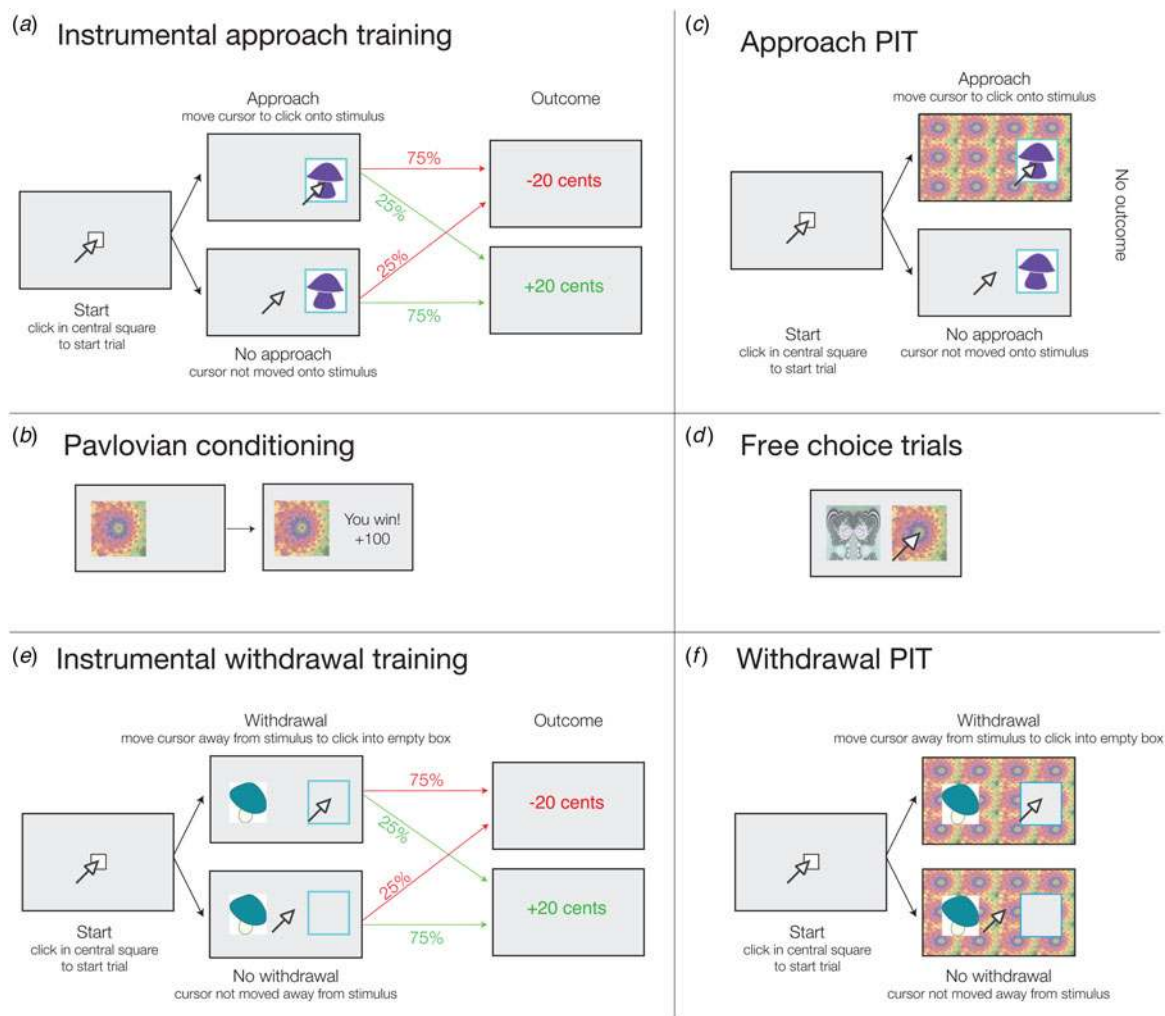 (a) Instrumental approach training
Approach
move cursor to click onto stimulus
Outcome
75%
25%
-20 cents
25%
75%
+20 cents
Start
click in central square
to start trial
No approach
cursor not moved onto stimulus
(c) Approach PIT
Approach
move cursor to click onto stimulus
No outcome
Start
click in central square
to start trial
No approach
cursor not moved onto stimulus
(b) Pavlovian conditioning
You win!
+100
(d) Free choice trials
(e) Instrumental withdrawal training
Withdrawal
move cursor away from stimulus to click into empty box
Outcome
75%
25%
-20 cents
25%
75%
+20 cents
Start
click in central square
to start trial
No withdrawal
cursor not moved away from stimulus
(f) Withdrawal PIT
Withdrawal
move cursor away from stimulus to click into empty box
Start
click in central square
to start trial
No withdrawal
cursor not moved away from stimulus